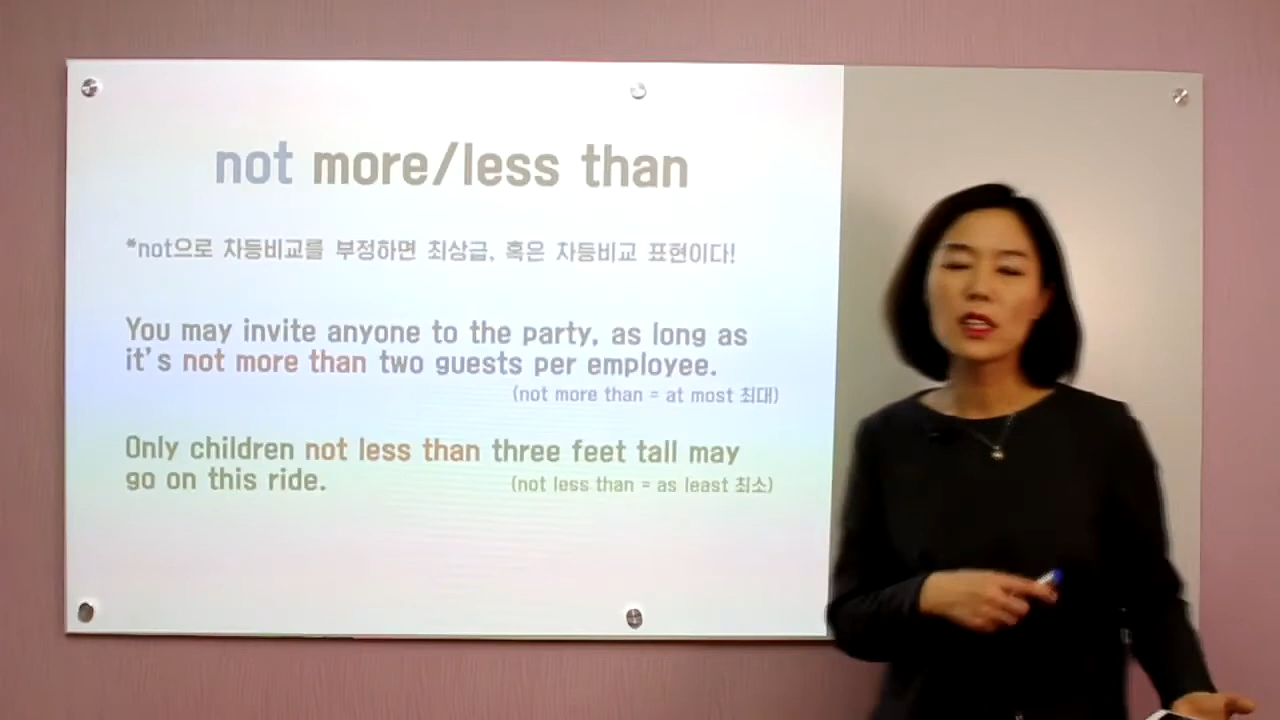 not more/less than
*not으로 차등비교를 부정하면 최상급, 혹은 차등비교 표현이다!
You may invite anyone to the party, as long as
it's not more than two guests per employee.
(not more than = at most 최대)
Only children not less than three feet tall may
go on this ride.
(not less than = as least 최소)